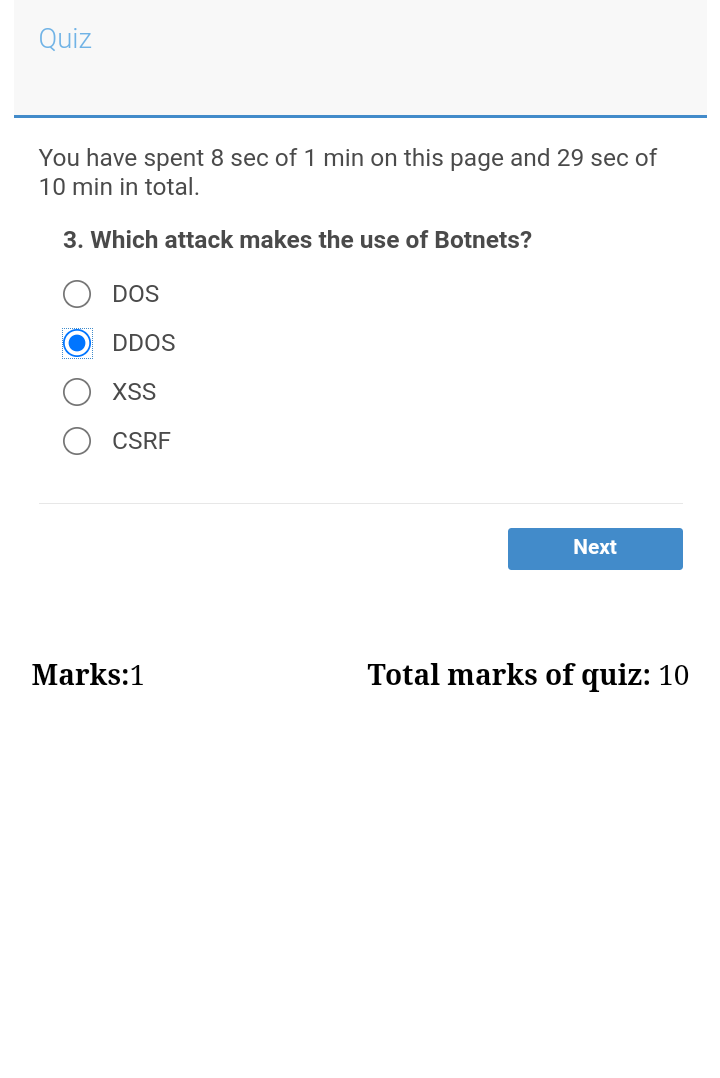 Quiz
You have spent 8 sec of 1 min on this page and 29 sec of
10 min in total.
3. Which attack makes the use of Botnets?
DOS
DDOS
XSS
CSRF
Next
Marks:1 Total marks of quiz: 10